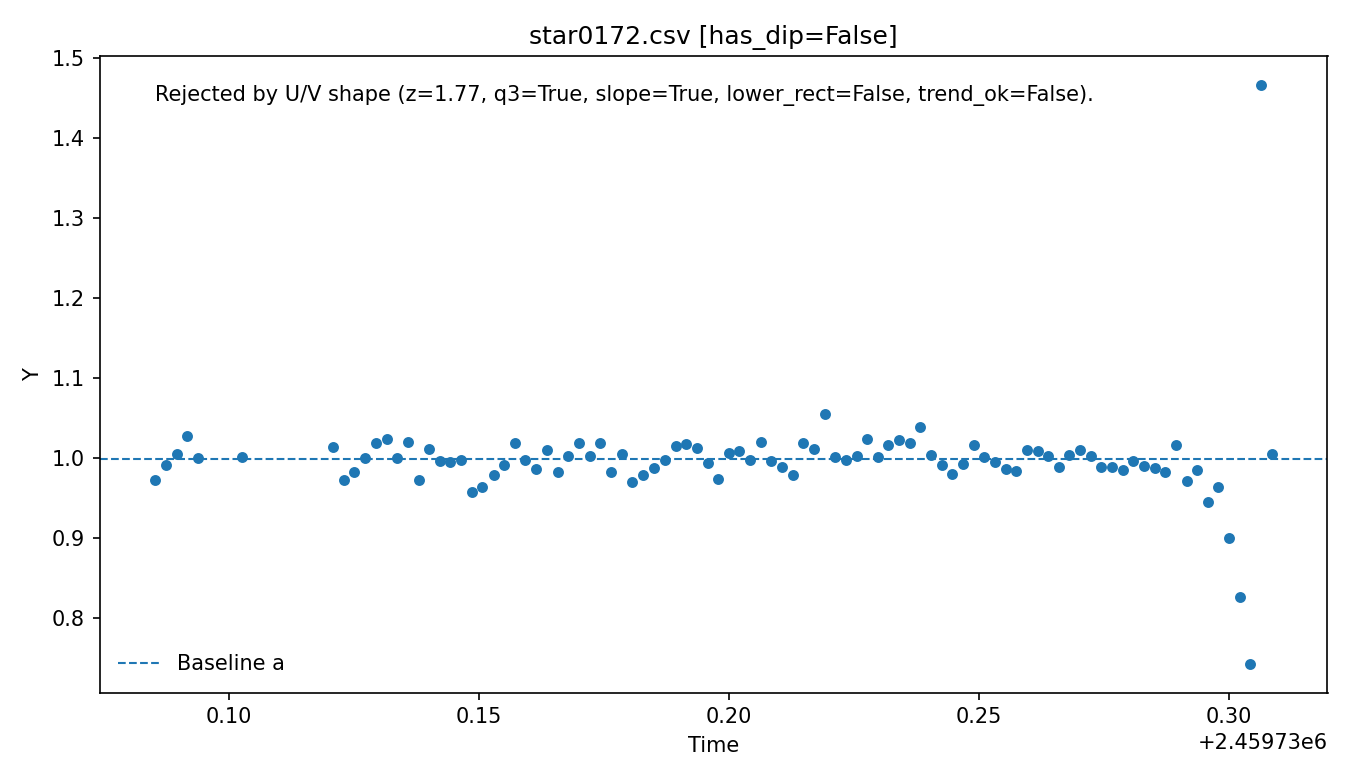 star0172.csv [has_dip=False]
Rejected by U/V shape (z=1.77, q3=True, slope=True, lower_rect=False, trend_ok=False).
1.5
1.4
1.3
1.2
1.1
1.0
0.9
0.8
Y
Baseline a
0.10 0.15 0.20 0.25 0.30
+2.45973e6
Time